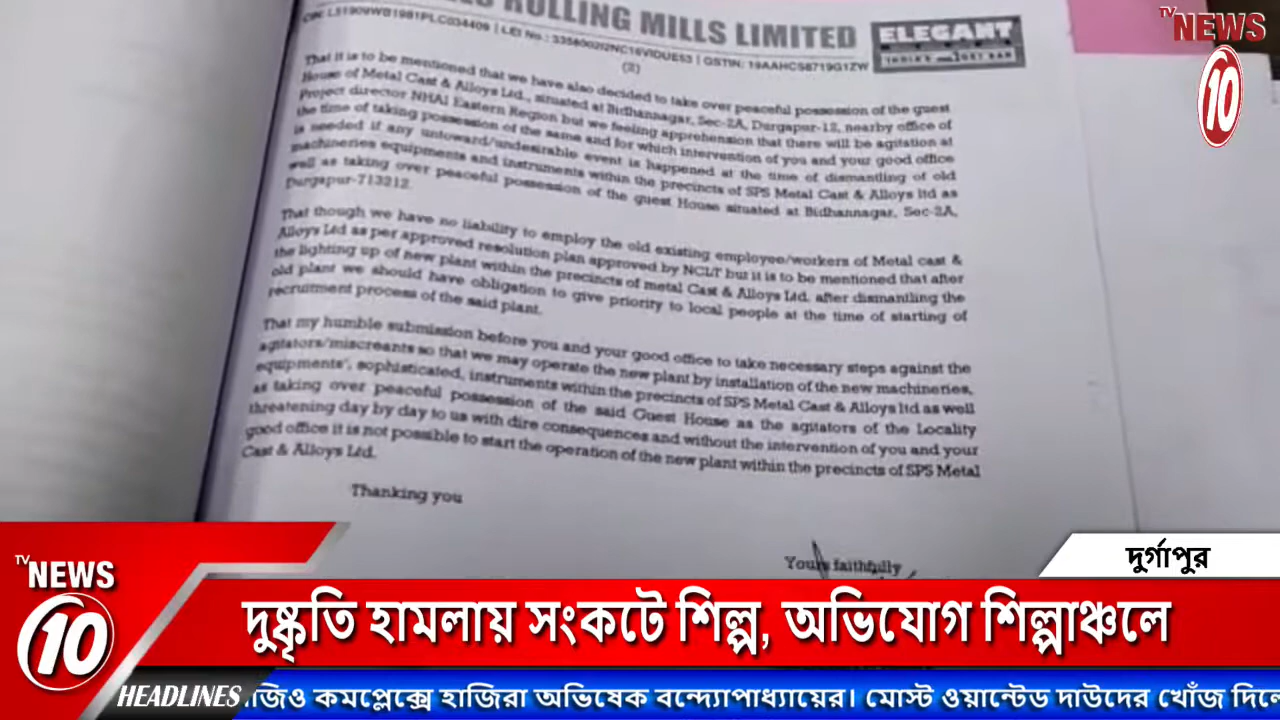 ROLLING MILLS LIMITED
ELEGANT
TV NEWS
10
(2)
That it is to be mentioned that we have also decided to take over peaceful possession of the guest
House of Metal Cast & Alloys Ltd., situated at Bidhannagar, Sec-2A, Durgapur-12, nearby office of
Project director NHAI Eastern Region but we feeling apprehension that there will be agitation at
the time of taking possession of the same and for which intervention of you and your good office
is needed if any untoward/undesirable event is happened at the time of dismantling of old
machineries equipments and instruments within the precincts of SPS Metal Cast & Alloys ltd as
well as taking over peaceful possession of the guest House situated at Bidhannagar, Sec-2A,
Durgapur-713212.
That though we have no liability to employ the old existing employee/workers of Metal cast &
Alloys Ltd as per approved resolution plan approved by NCLT but it is to be mentioned that after
the lighting up of new plant within the precincts of metal Cast & Alloys Ltd. after dismantling the
old plant we should have obligation to give priority to local people at the time of starting of
recruitment process of the said plant.
That my humble submission before you and your good office to take necessary steps against the
agitators/miscreants so that we may operate the new plant by installation of the new machineries,
equipments', sophisticated, instruments within the precincts of SPS Metal Cast & Alloys ltd as well
as taking over peaceful possession of the said Guest House as the agitators of the Locality
threatening day by day to us with dire consequences and without the intervention of you and your
good office it is not possible to start the operation of the new plant within the precincts of SPS Metal
Cast & Alloys Ltd.
Thanking you
Yours faithfully
দুর্গাপুর
TV NEWS
10
দুষ্কৃতি হামলায় সংকটে শিল্প, অভিযোগ শিল্পাঞ্চলে
HEADLINES
জিও কমপ্লেক্সে হাজিরা অভিষেক বন্দ্যোপাধ্যায়ের। মোস্ট ওয়ান্টেড দাউদের খোঁজ দিলে